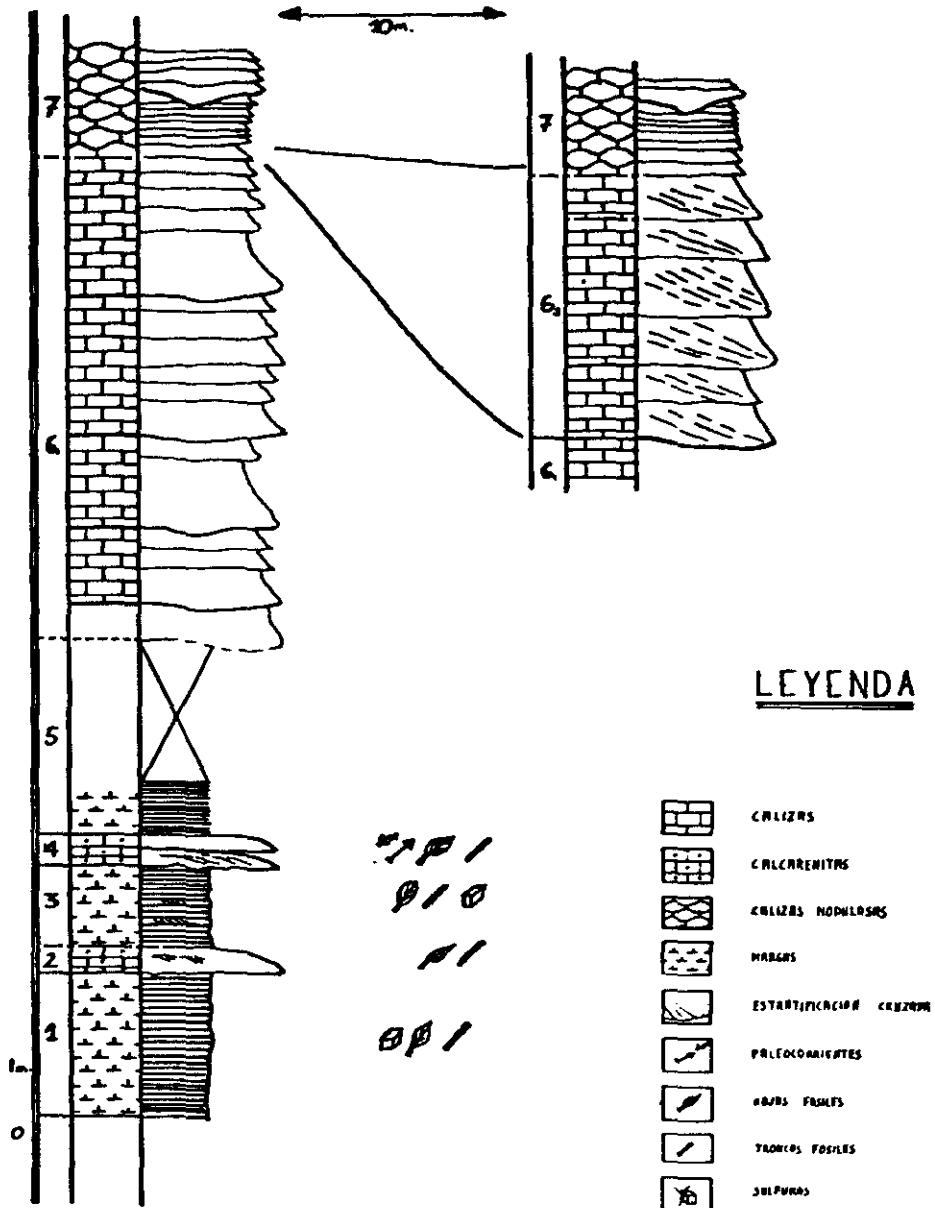 10m.
7
6
5
4
3
2
1
1m
0
7
6₂
6₁
LEYENDA
CALIZAS
CALCARENITAS
CALIZAS NODULOSAS
MARGAS
ESTRATIFICACION CRUZADA
PALEOCORRIENTES
HOJAS FOSILES
TRONCOS FOSILES
SULFUROS